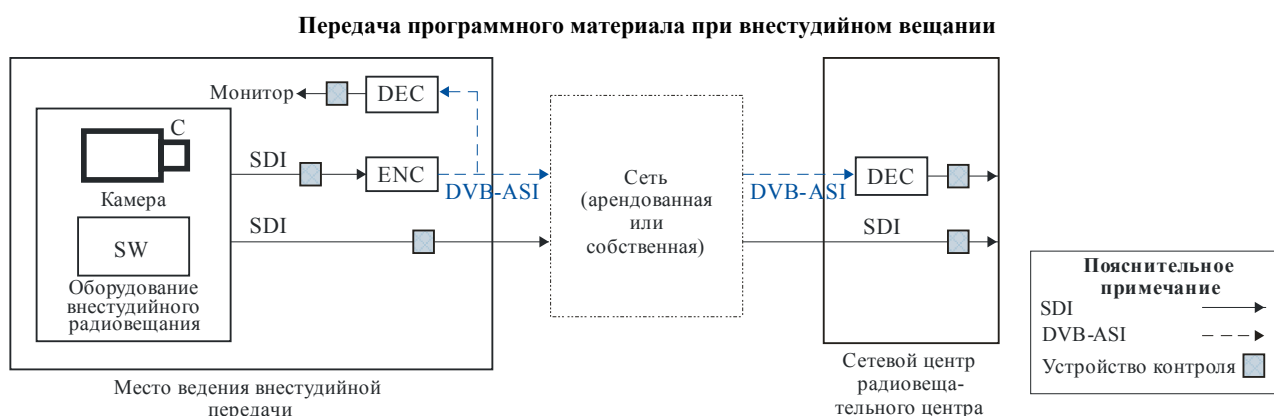 Передача программного материала при внестудийном вещании
Монитор
DEC
C
SDI
ENC
DVB-ASI
Камера
SDI
SW
Оборудование
внестудийного
радиовещания
Место ведения внестудийной
передачи
Сеть
(арендованная
или
собственная)
DVB-ASI
DEC
SDI
Сетевой центр
радиовеща-
тельного центра
Пояснительное
примечание
SDI
DVB-ASI
Устройство контроля